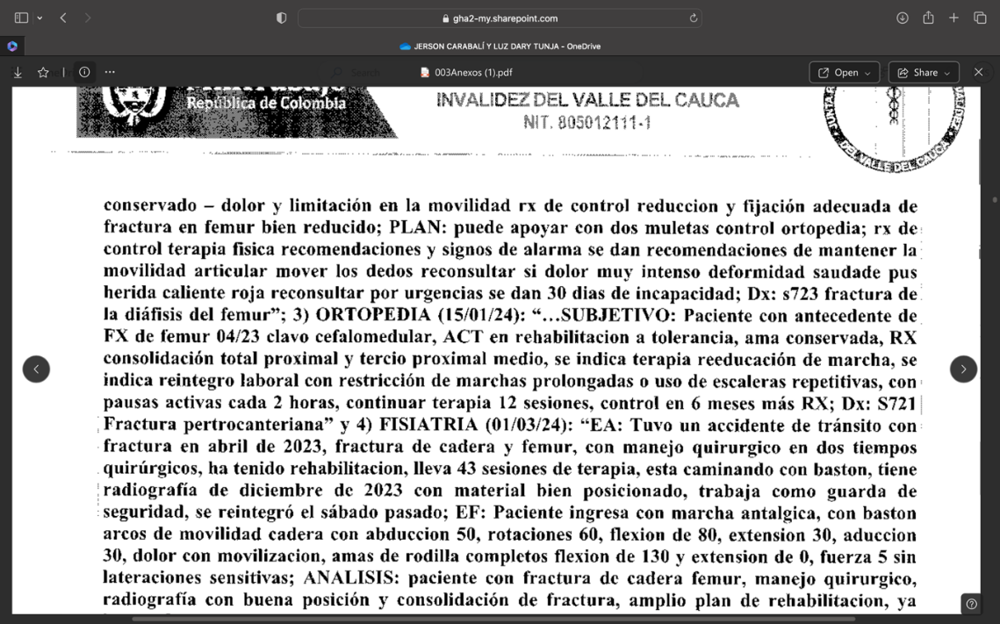 gha2-my.sharepoint.com
JERSON CARABALÍ Y LUZ DARY TUNJA - OneDrive
Search
003Anexos (1).pdf
Open
Share
República de Colombia
INVALIDEZ DEL VALLE DEL CAUCA
NIT. 805012111-1
DEL VALLE DEL CAUCA
conservado – dolor y limitación en la movilidad rx de control reduccion y fijación adecuada de
fractura en femur bien reducido; PLAN: puede apoyar con dos muletas control ortopedia; rx de
control terapia fisica recomendaciones y signos de alarma se dan recomendaciones de mantener la
movilidad articular mover los dedos reconsultar si dolor muy intenso deformidad saudade pus
herida caliente roja reconsultar por urgencias se dan 30 dias de incapacidad; Dx: s723 fractura de
la diáfisis del femur”; 3) ORTOPEDIA (15/01/24): “…SUBJETIVO: Paciente con antecedente de
FX de femur 04/23 clavo cefalomedular, ACT en rehabilitacion a tolerancia, ama conservada, RX
consolidación total proximal y tercio proximal medio, se indica terapia reeducación de marcha, se
indica reintegro laboral con restricción de marchas prolongadas o uso de escaleras repetitivas, con
pausas activas cada 2 horas, continuar terapia 12 sesiones, control en 6 meses más RX; Dx: S721
Fractura pertrocanteriana” y 4) FISIATRIA (01/03/24): “EA: Tuvo un accidente de tránsito con
fractura en abril de 2023, fractura de cadera y femur, con manejo quirurgico en dos tiempos
quirúrgicos, ha tenido rehabilitacion, lleva 43 sesiones de terapia, esta caminando con baston, tiene
radiografía de diciembre de 2023 con material bien posicionado, trabaja como guarda de
seguridad, se reintegró el sábado pasado; EF: Paciente ingresa con marcha antalgica, con baston
arcos de movilidad cadera con abduccion 50, rotaciones 60, flexion de 80, extension 30, aduccion
30, dolor con movilizacion, amas de rodilla completos flexion de 130 y extension de 0, fuerza 5 sin
lateraciones sensitivas; ANALISIS: paciente con fractura de cadera femur, manejo quirurgico,
radiografía con buena posición y consolidación de fractura, amplio plan de rehabilitacion, ya